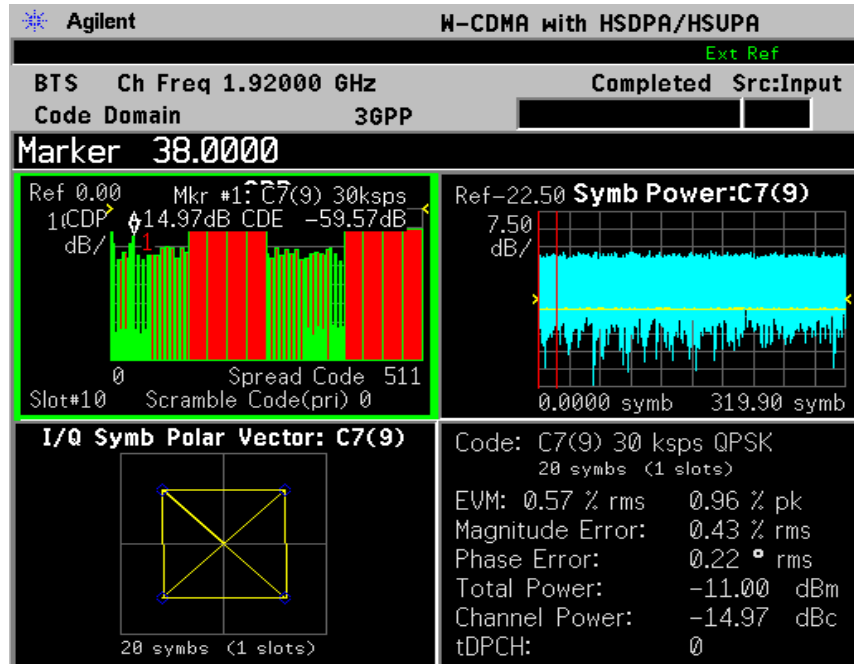 Agilent W-CDMA with HSDPA/HSUPA
Ext Ref
BTS Ch Freq 1.92000 GHz Completed Src:Input
Code Domain 3GPP
Marker 38.0000
Ref 0.00 Mkr #1: C7(9) 30ksps
CDP -14.97dB CDE -59.57dB
dB/ 1
0 Spread Code 511
Slot#10 Scramble Code(pri) 0
Ref-22.50 Symb Power:C7(9)
7.50
dB/
0.0000 symb 319.90 symb
I/Q Symb Polar Vector: C7(9)
20 symbs (1 slots)
Code: C7(9) 30 ksps QPSK
20 symbs (1 slots)
EVM: 0.57 % rms 0.96 % pk
Magnitude Error: 0.43 % rms
Phase Error: 0.22 ° rms
Total Power: -11.00 dBm
Channel Power: -14.97 dBc
tDPCH: 0